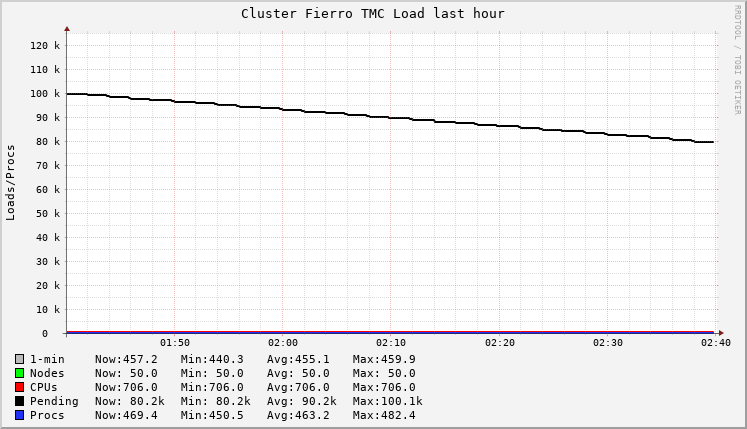 Cluster Fierro TMC Load last hour
RRDTOOL / TOBI OETIKER
Loads/Procs
120 k
110 k
100 k
90 k
80 k
70 k
60 k
50 k
40 k
30 k
20 k
10 k
0
01:50 02:00 02:10 02:20 02:30 02:40
1-min Now:457.2 Min:440.3 Avg:455.1 Max:459.9
Nodes Now: 50.0 Min: 50.0 Avg: 50.0 Max: 50.0
CPUs Now:706.0 Min:706.0 Avg:706.0 Max:706.0
Pending Now: 80.2k Min: 80.2k Avg: 90.2k Max:100.1k
Procs Now:469.4 Min:450.5 Avg:463.2 Max:482.4